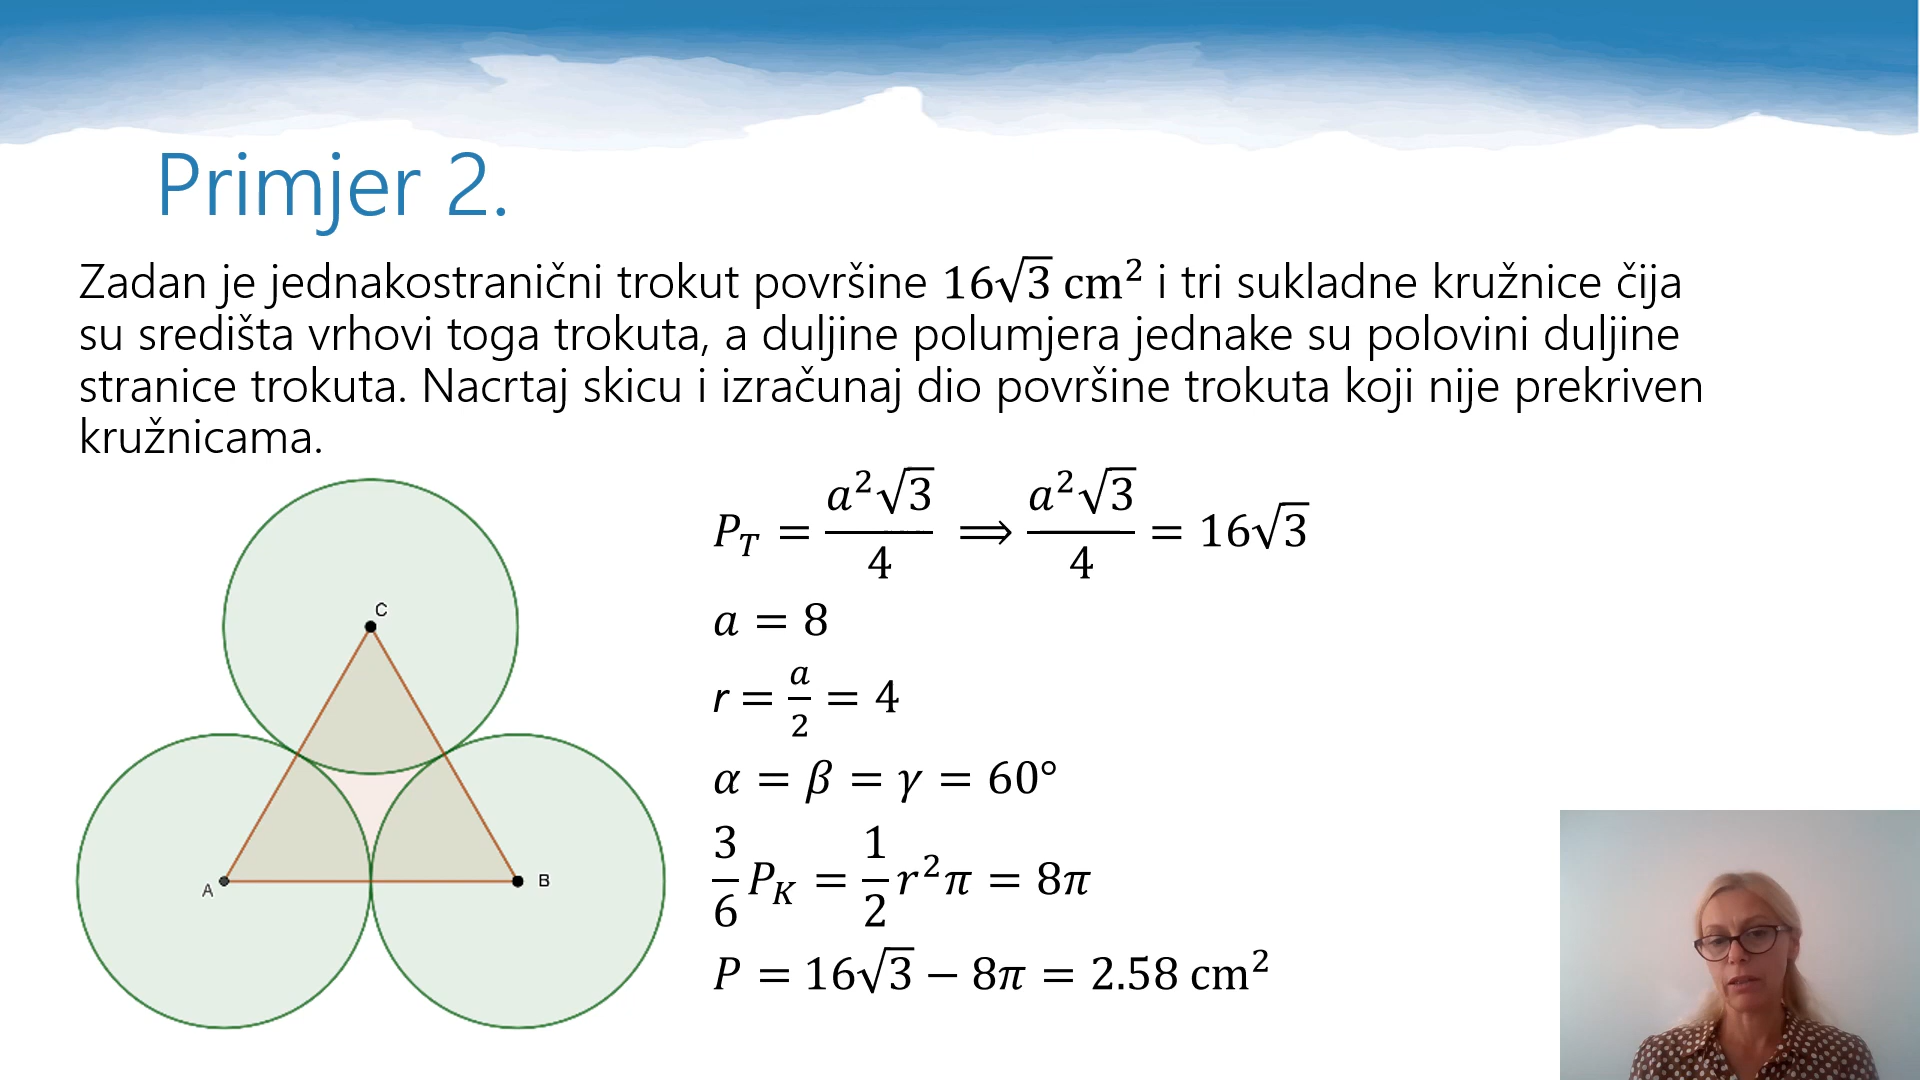 Primjer 2.
Zadan je jednakostranični trokut površine 16√3 cm² i tri sukladne kružnice čija
su središta vrhovi toga trokuta, a duljine polumjera jednake su polovini duljine
stranice trokuta. Nacrtaj skicu i izračunaj dio površine trokuta koji nije prekriven
kružnicama.
C
A
B
P_T = a²√3/4 ⟹ a²√3/4 = 16√3
a = 8
r = a/2 = 4
α = β = γ = 60°
3/6 P_K = 1/2 r²π = 8π
P = 16√3 − 8π = 2.58 cm²